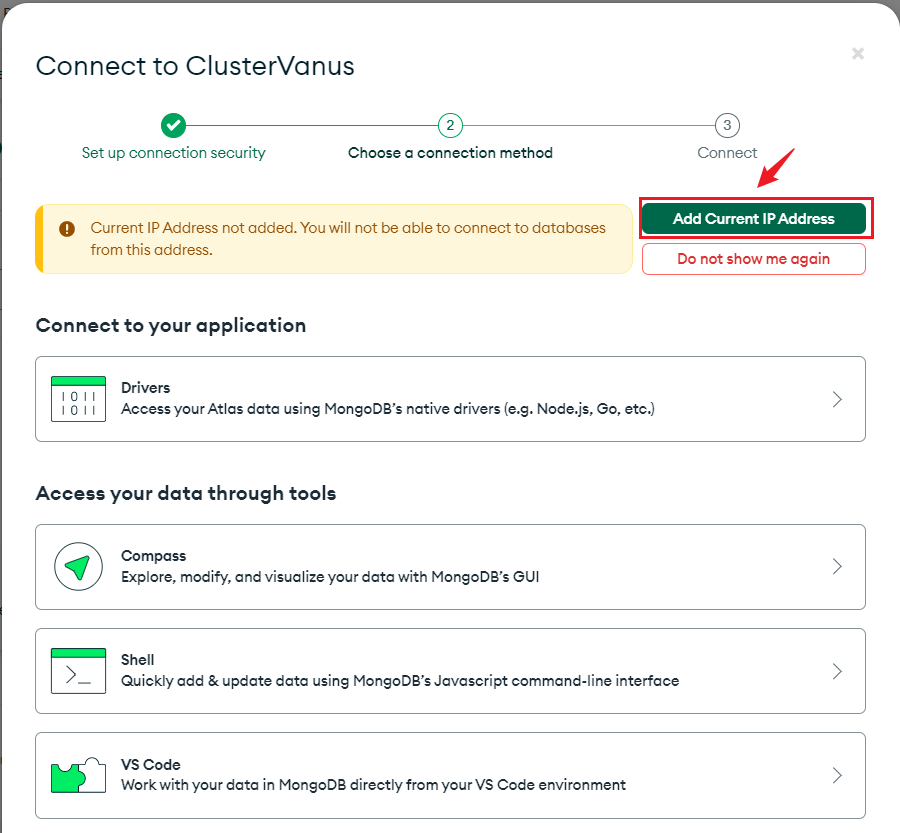 Connect to ClusterVanus
×
2
3
Set up connection security
Choose a connection method
Connect
Current IP Address not added. You will not be able to connect to databases
from this address.
Add Current IP Address
Do not show me again
Connect to your application
1011
1011
Drivers
Access your Atlas data using MongoDB’s native drivers (e.g. Node.js, Go, etc.)
Access your data through tools
Compass
Explore, modify, and visualize your data with MongoDB’s GUI
>_
Shell
Quickly add & update data using MongoDB’s Javascript command-line interface
VS Code
Work with your data in MongoDB directly from your VS Code environment